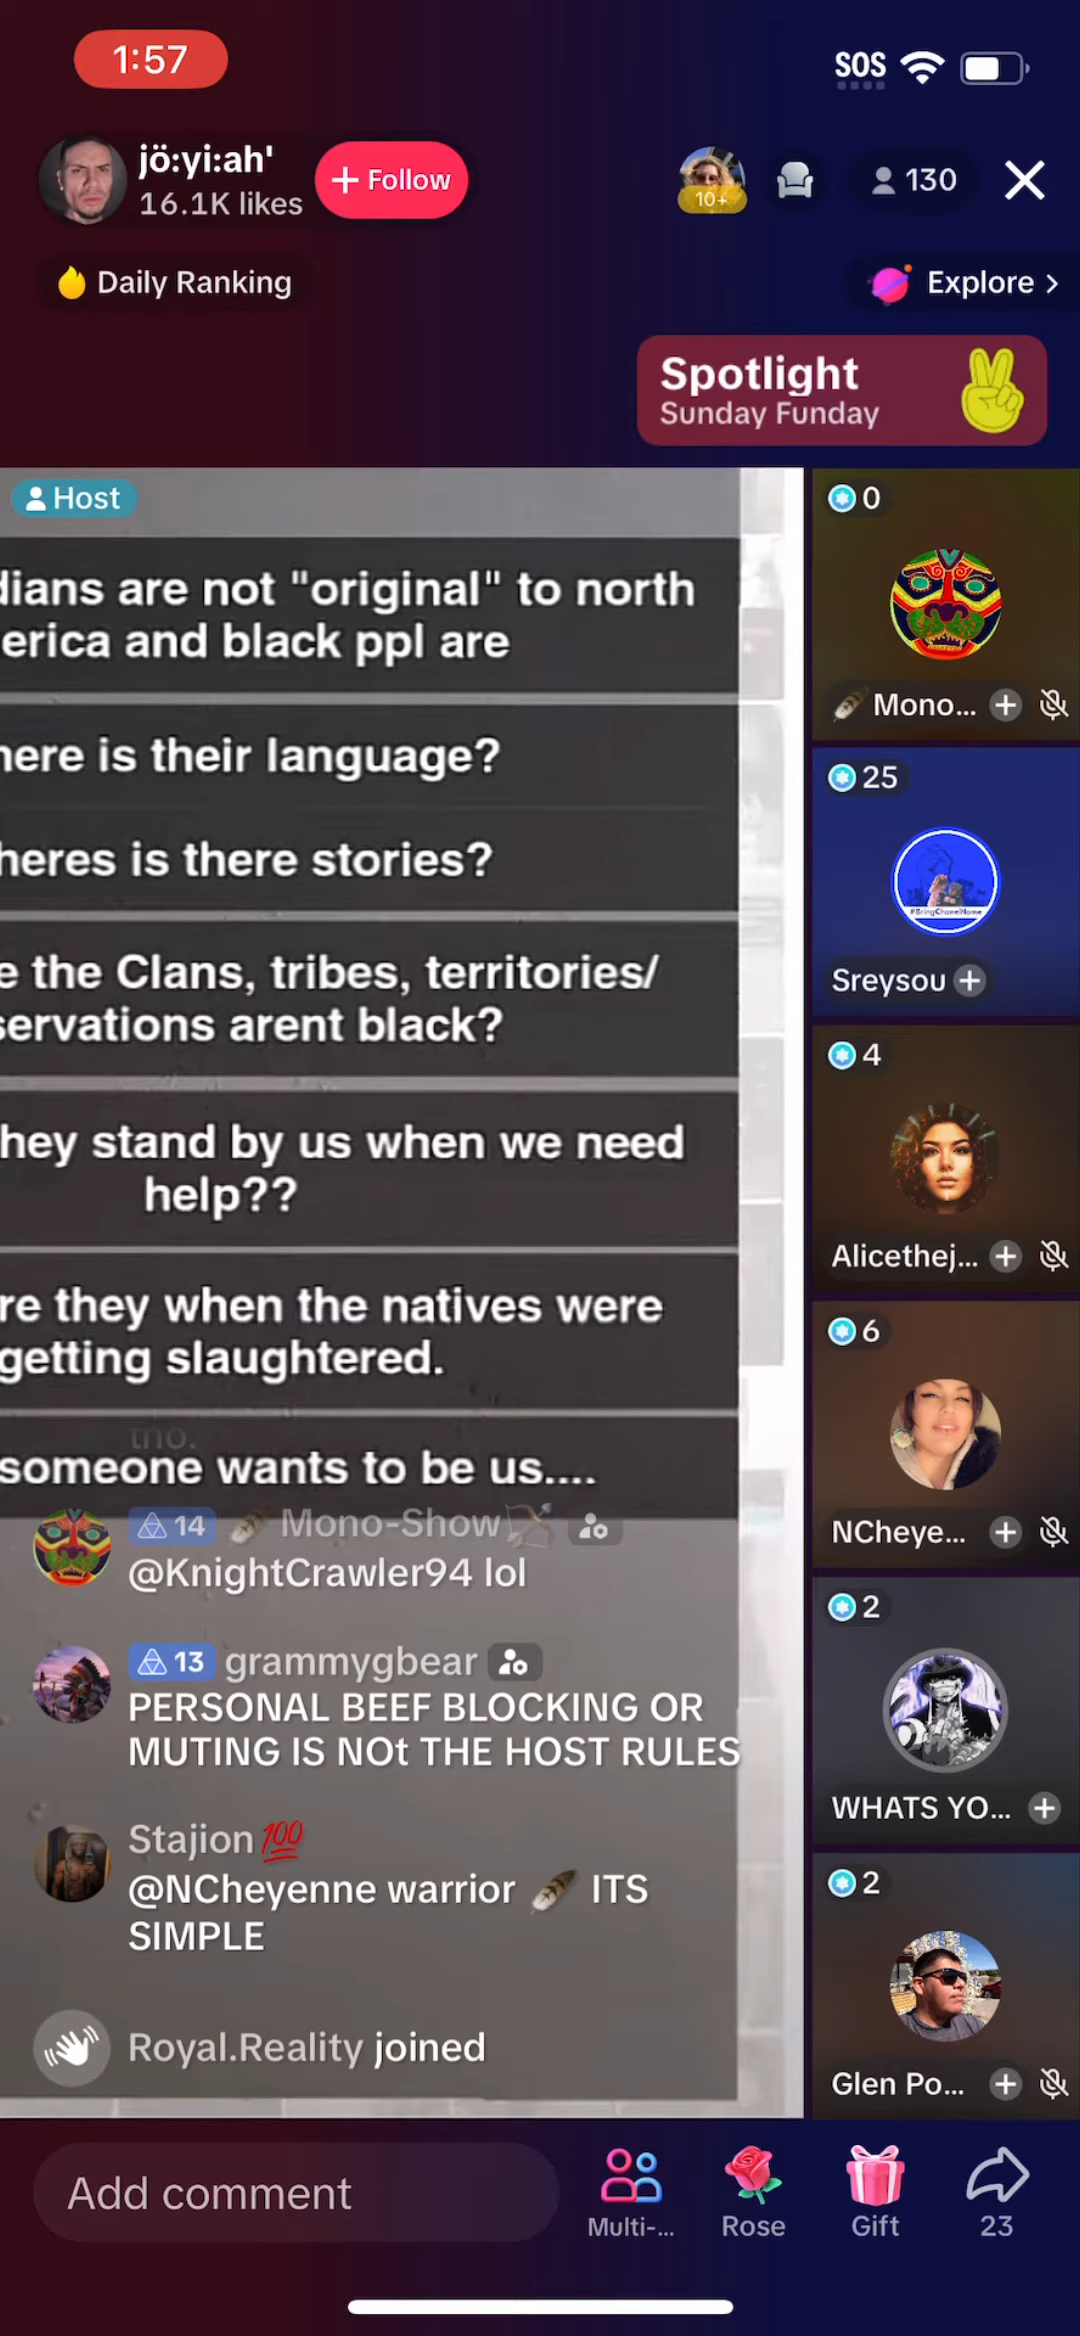 1:57
SOS
jö:yi:ah'
16.1K likes
+ Follow
10+
130
Daily Ranking
Explore >
Spotlight
Sunday Funday
Host
dians are not "original" to north
erica and black ppl are
here is their language?
heres is there stories?
e the Clans, tribes, territories/
servations arent black?
hey stand by us when we need
help??
re they when the natives were
getting slaughtered.
tho.
someone wants to be us....
14 Mono-Show
@KnightCrawler94 lol
13 grammygbear
PERSONAL BEEF BLOCKING OR
MUTING IS NOt THE HOST RULES
Stajion 💯
@NCheyenne warrior 🪶 ITS
SIMPLE
Royal.Reality joined
0
Mono...
25
#BringChanelHome
Sreysou
4
Alicethej...
6
NCheye...
2
WHATS YO...
2
Glen Po...
Add comment
Multi-...
Rose
Gift
23